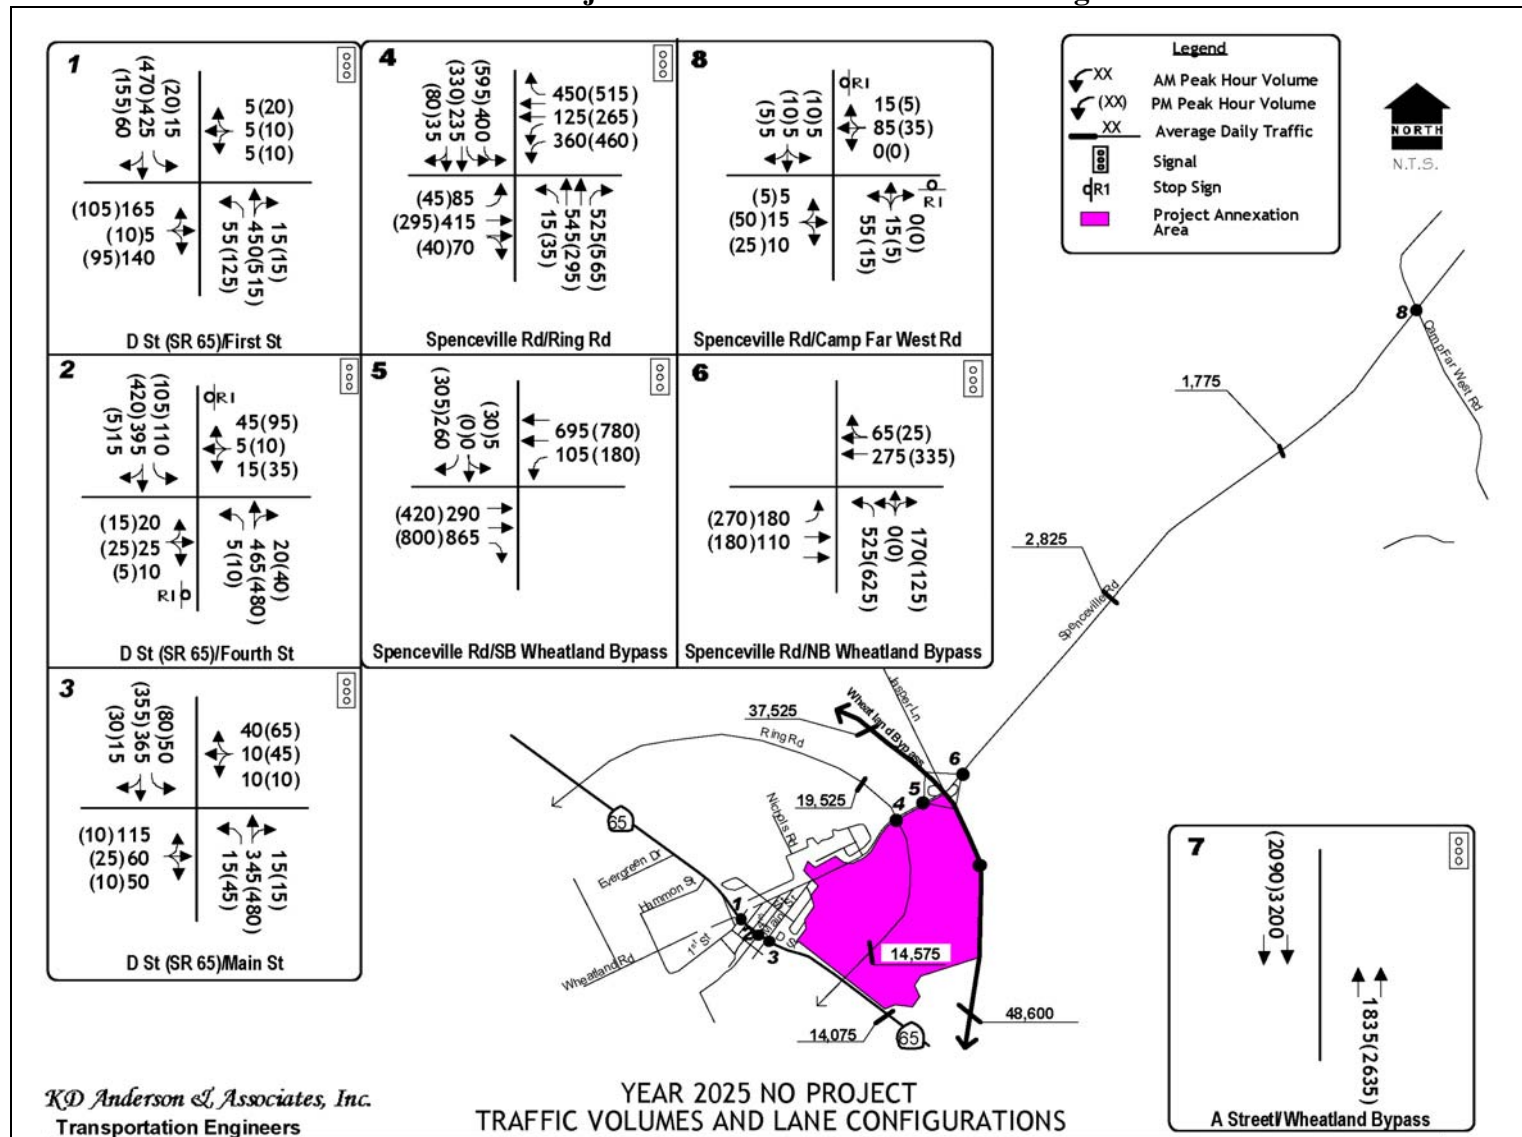 1
(155)60
(470)425
(20)15
5(20)
5(10)
5(10)
(105)165
(10)5
(95)140
55(125)
450(515)
15(15)
D St (SR 65)/First St
4
(80)35
(330)235
(595)400
450(515)
125(265)
360(460)
(45)85
(295)415
(40)70
15(35)
545(295)
525(565)
Spenceville Rd/Ring Rd
8
(5)5
(10)5
(10)5
R1
15(5)
85(35)
0(0)
(5)5
(50)15
(25)10
55(15)
15(5)
0(0)
R1
Spenceville Rd/Camp Far West Rd
Legend
XX AM Peak Hour Volume
(XX) PM Peak Hour Volume
XX Average Daily Traffic
Signal
R1 Stop Sign
Project Annexation
Area
NORTH
N.T.S.
2
(5)15
(420)395
(105)110
R1
45(95)
5(10)
15(35)
(15)20
(25)25
(5)10
R1
5(10)
465(480)
20(40)
D St (SR 65)/Fourth St
5
(305)260
(0)0
(30)5
695(780)
105(180)
(420)290
(800)865
Spenceville Rd/SB Wheatland Bypass
6
65(25)
275(335)
(270)180
(180)110
525(625)
0(0)
170(125)
Spenceville Rd/NB Wheatland Bypass
3
(30)15
(355)365
(80)50
40(65)
10(45)
10(10)
(10)115
(25)60
(10)50
15(45)
345(480)
15(15)
D St (SR 65)/Main St
8
Camp Far West Rd
1,775
2,825
Spenceville Rd
Jasper Ln
Wheatland Bypass
37,525
Ring Rd
6
5
4
19,525
Nichols Rd
65
Evergreen Dr
Hammon St
1
2
3
Main St
D St
1st St
Wheatland Rd
14,575
14,075
65
48,600
7
(2090)3200
1835(2635)
A Street/Wheatland Bypass
KD Anderson & Associates, Inc.
Transportation Engineers
YEAR 2025 NO PROJECT
TRAFFIC VOLUMES AND LANE CONFIGURATIONS